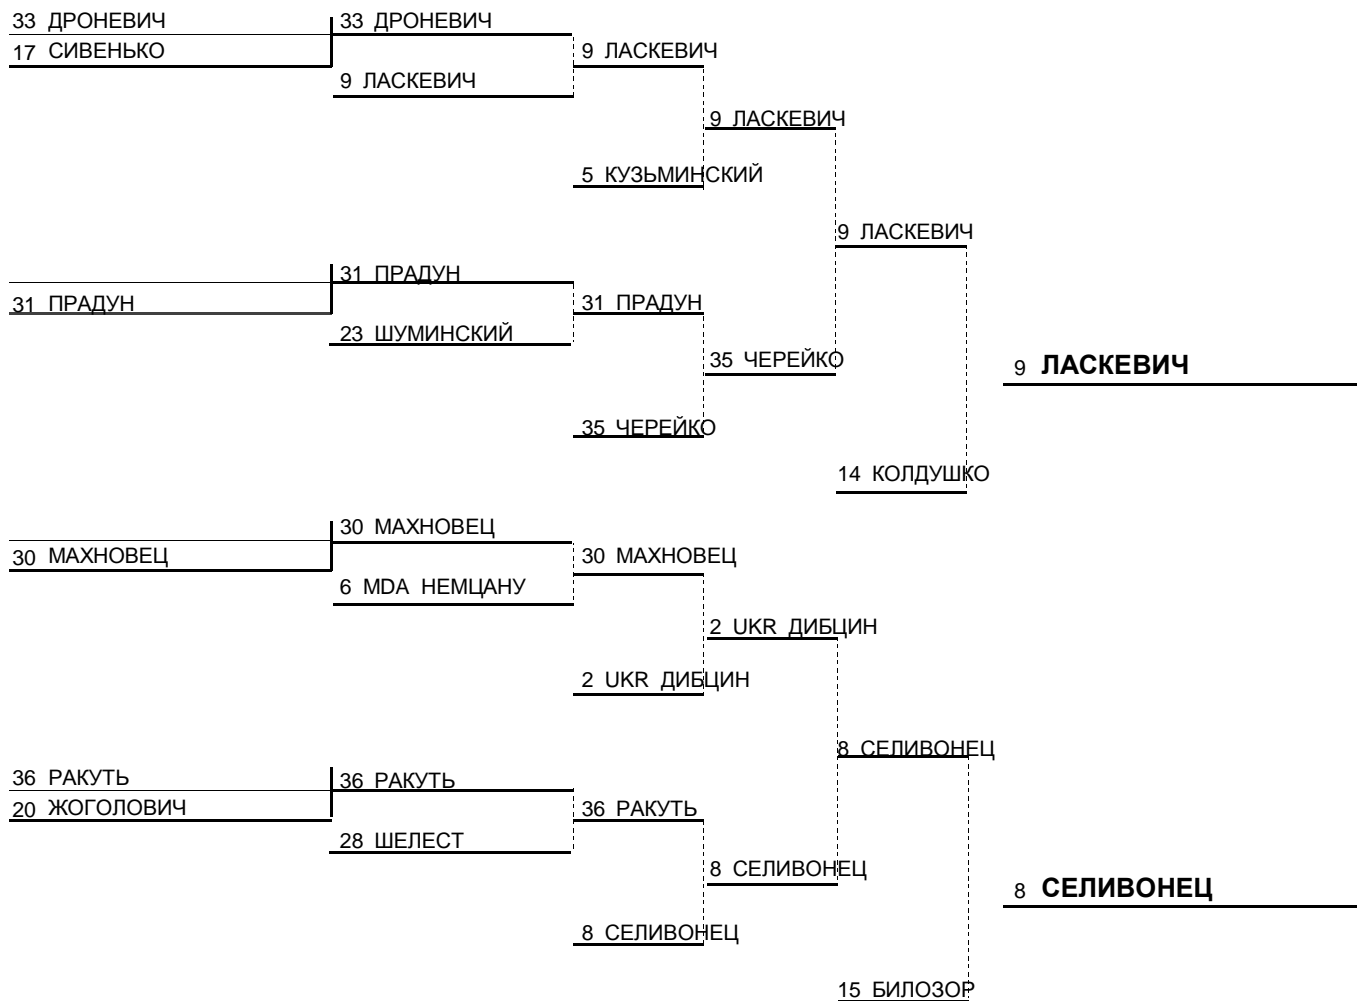 33 ДРОНЕВИЧ 33 ДРОНЕВИЧ
17 СИВЕНЬКО 9 ЛАСКЕВИЧ
9 ЛАСКЕВИЧ
9 ЛАСКЕВИЧ
5 КУЗЬМИНСКИЙ
9 ЛАСКЕВИЧ
31 ПРАДУН
31 ПРАДУН 31 ПРАДУН
23 ШУМИНСКИЙ
35 ЧЕРЕЙКО 9 ЛАСКЕВИЧ
35 ЧЕРЕЙКО
14 КОЛДУШКО
30 МАХНОВЕЦ
30 МАХНОВЕЦ 30 МАХНОВЕЦ
6 MDA НЕМЦАНУ
2 UKR ДИБЦИН
2 UKR ДИБЦИН
8 СЕЛИВОНЕЦ
36 РАКУТЬ 36 РАКУТЬ
20 ЖОГОЛОВИЧ 36 РАКУТЬ
28 ШЕЛЕСТ
8 СЕЛИВОНЕЦ
8 СЕЛИВОНЕЦ
8 СЕЛИВОНЕЦ
15 БИЛОЗОР